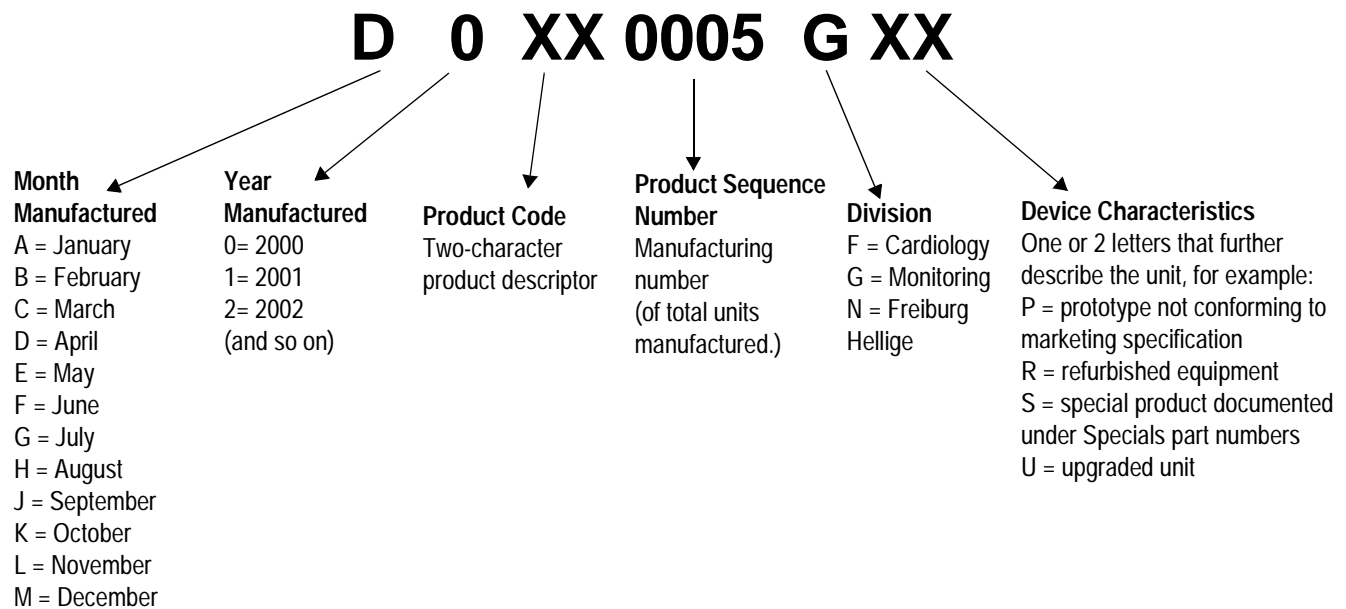 D 0 XX 0005 G XX
Month
Manufactured
A = January
B = February
C = March
D = April
E = May
F = June
G = July
H = August
J = September
K = October
L = November
M = December
Year
Manufactured
0= 2000
1= 2001
2= 2002
(and so on)
Product Code
Two-character
product descriptor
Product Sequence
Number
Manufacturing
number
(of total units
manufactured.)
Division
F = Cardiology
G = Monitoring
N = Freiburg
Hellige
Device Characteristics
One or 2 letters that further
describe the unit, for example:
P = prototype not conforming to
marketing specification
R = refurbished equipment
S = special product documented
under Specials part numbers
U = upgraded unit